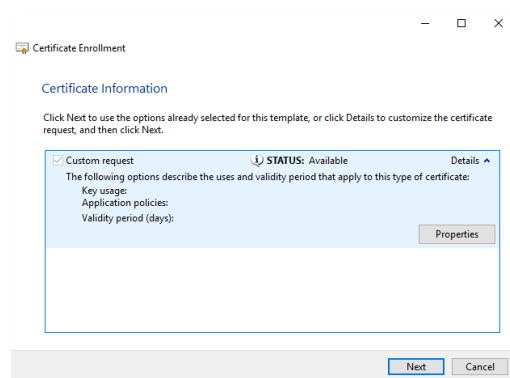 Certificate Enrollment
Certificate Information
Click Next to use the options already selected for this template, or click Details to customize the certificate
request, and then click Next.
Custom request STATUS: Available Details
The following options describe the uses and validity period that apply to this type of certificate:
Key usage:
Application policies:
Validity period (days):
Properties
Next Cancel